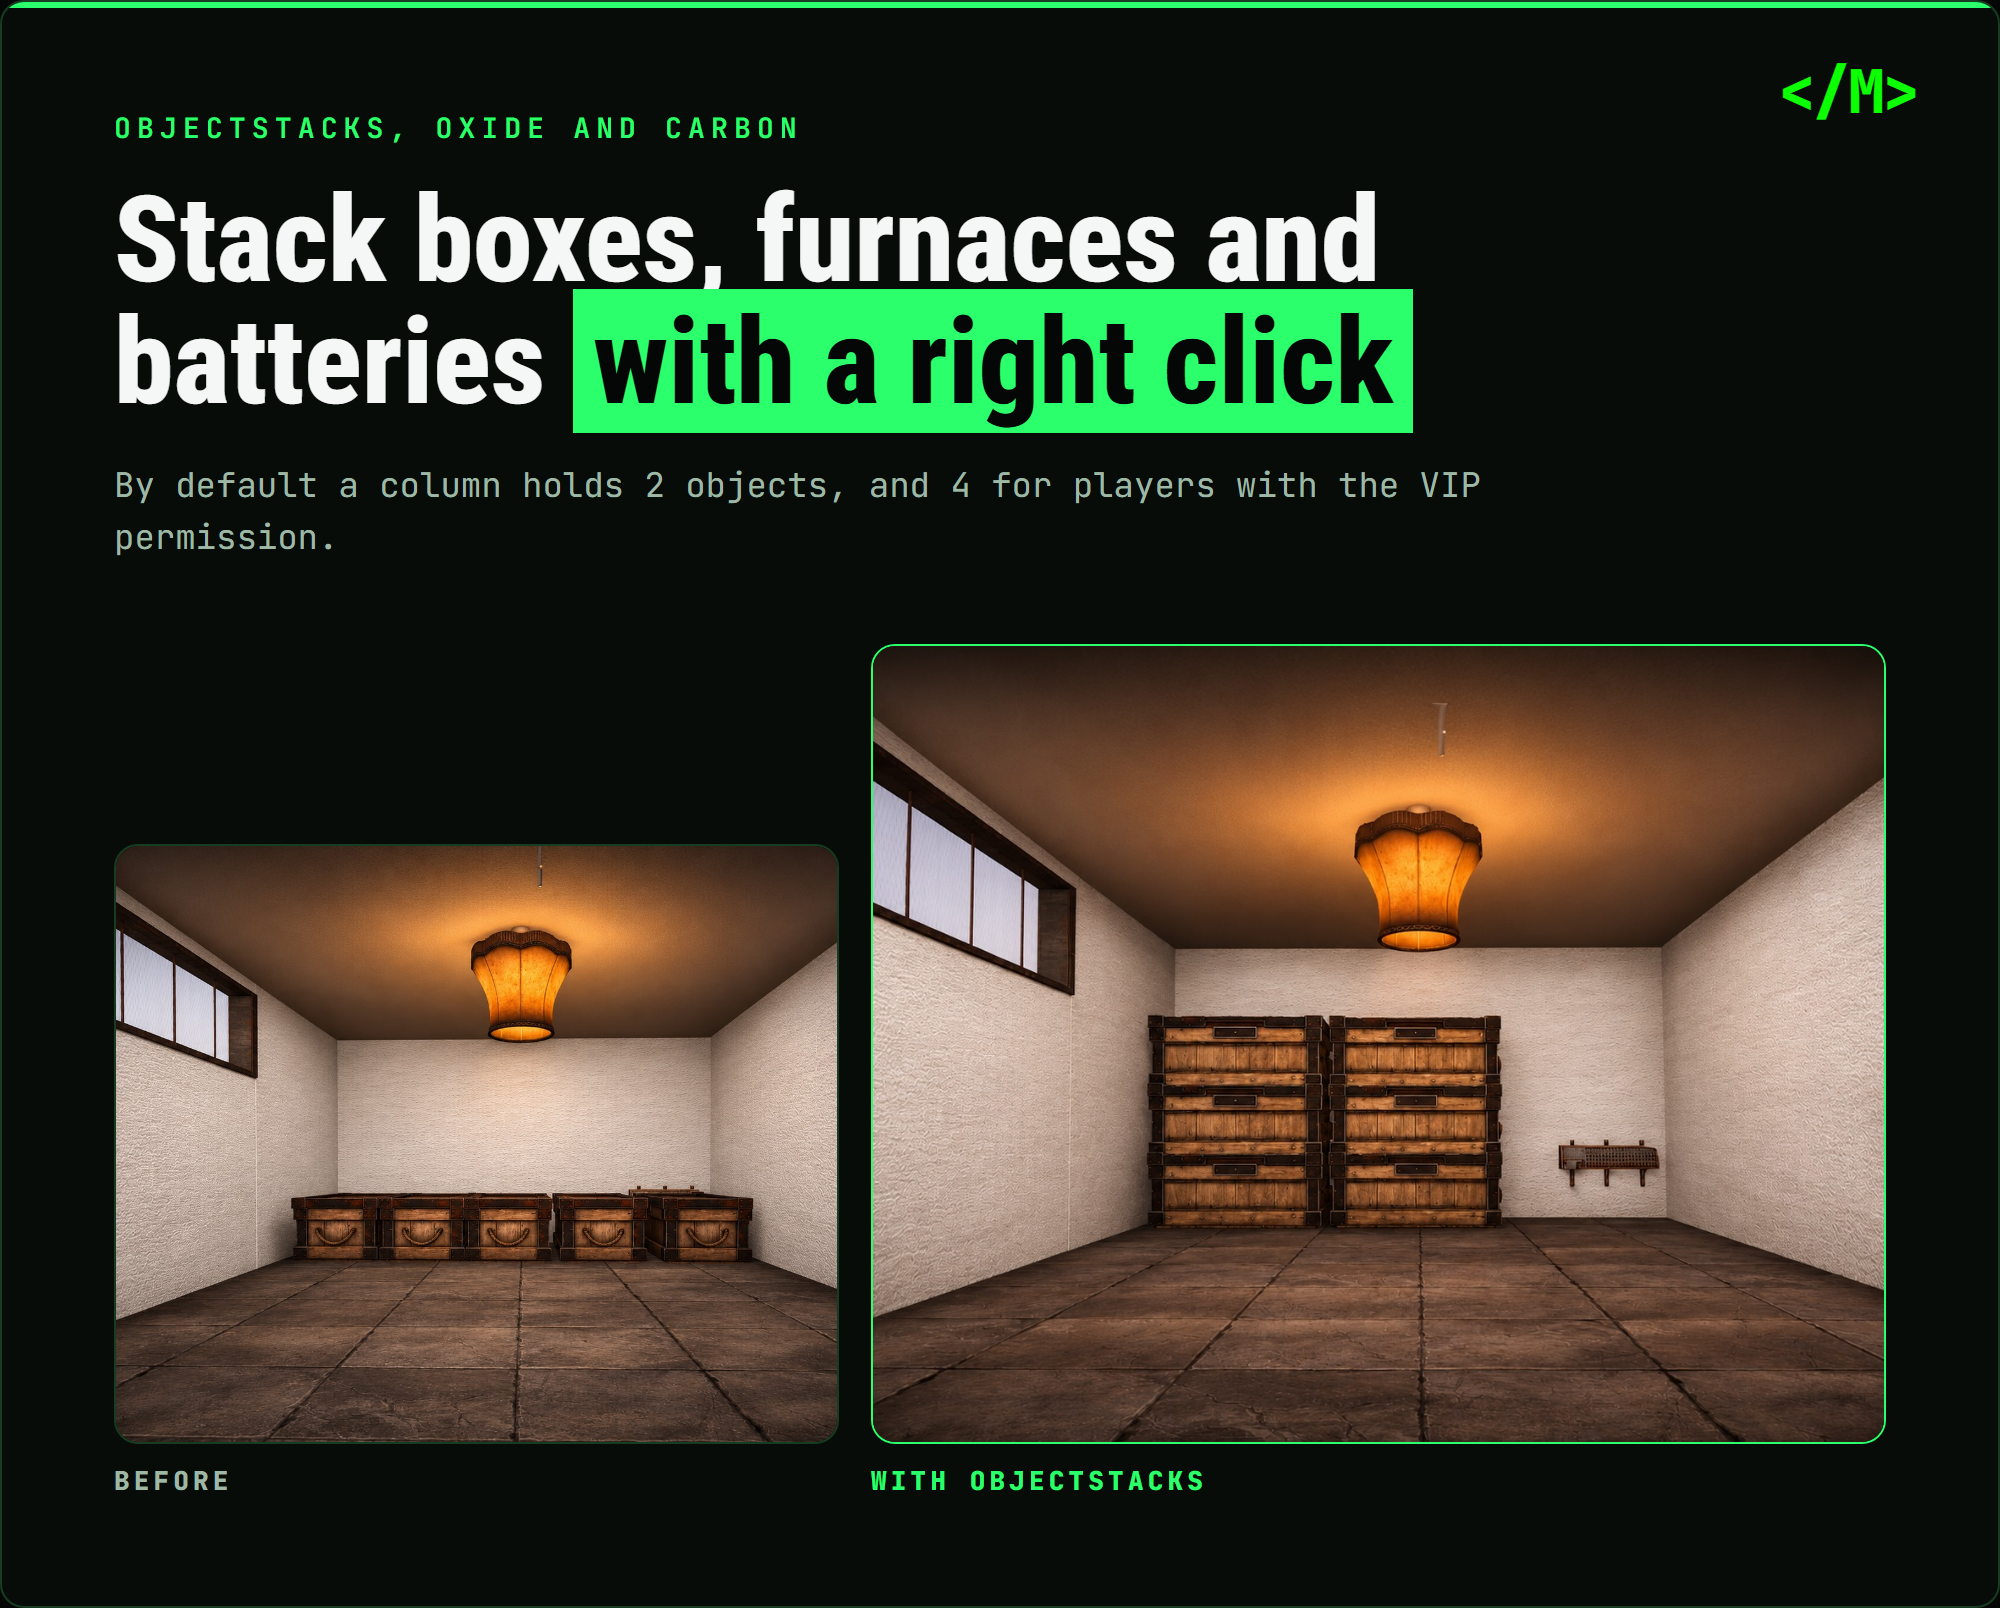 </M>
OBJECTSTACKS, OXIDE AND CARBON
Stack boxes, furnaces and
batteries with a right click
By default a column holds 2 objects, and 4 for players with the VIP
permission.
BEFORE
WITH OBJECTSTACKS